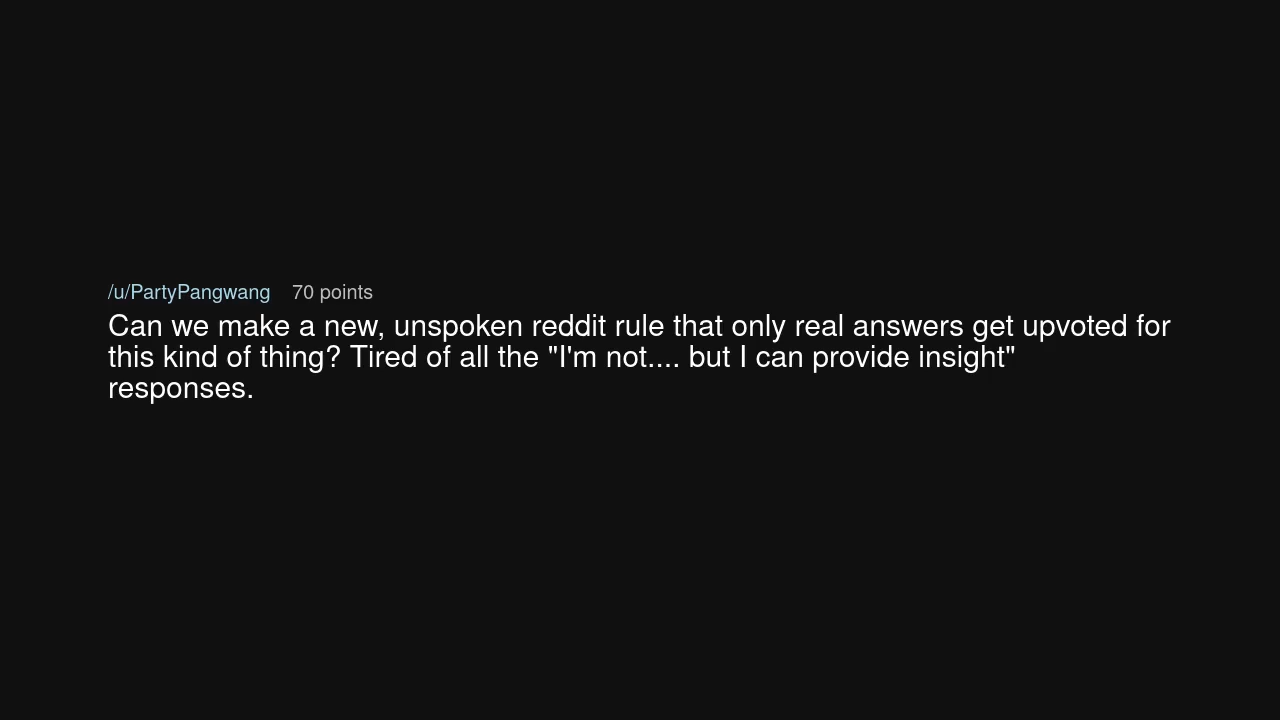 /u/PartyPangwang 70 points
Can we make a new, unspoken reddit rule that only real answers get upvoted for
this kind of thing? Tired of all the "I'm not.... but I can provide insight"
responses.